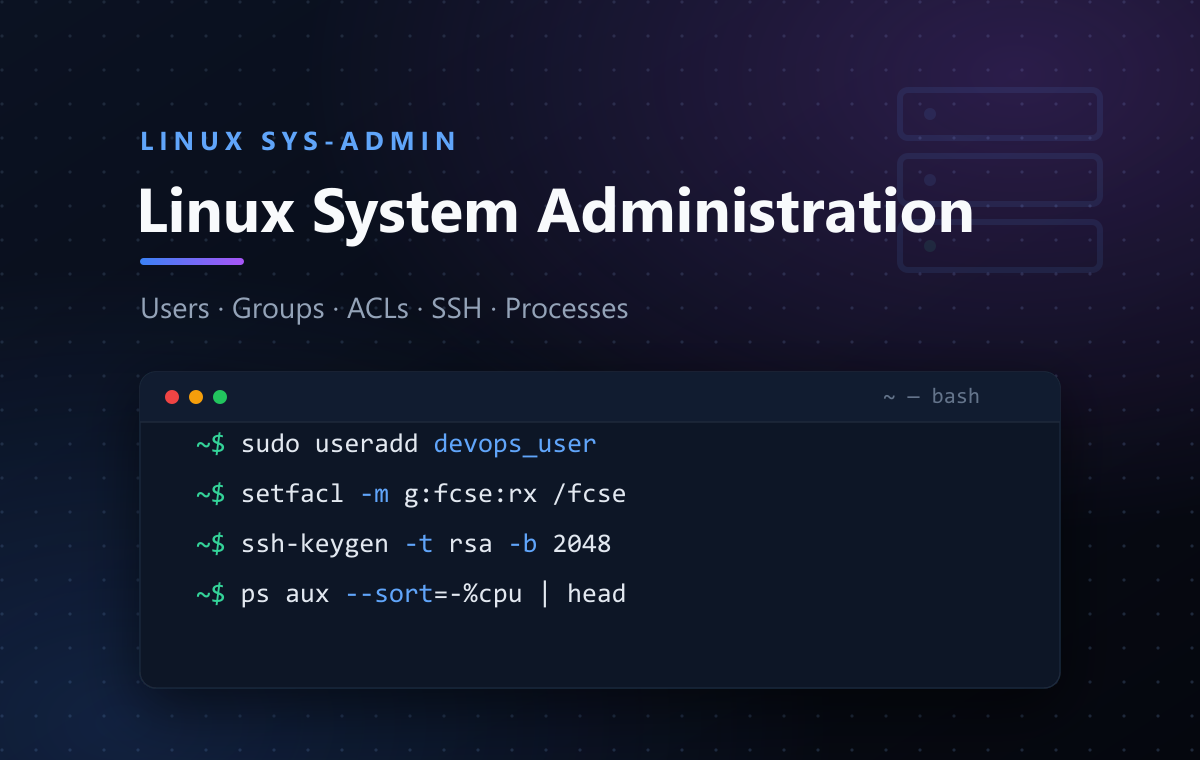 LINUX SYS-ADMIN
Linux System Administration
Users · Groups · ACLs · SSH · Processes
~ — bash
~$ sudo useradd devops_user
~$ setfacl -m g:fcse:rx /fcse
~$ ssh-keygen -t rsa -b 2048
~$ ps aux --sort=-%cpu | head